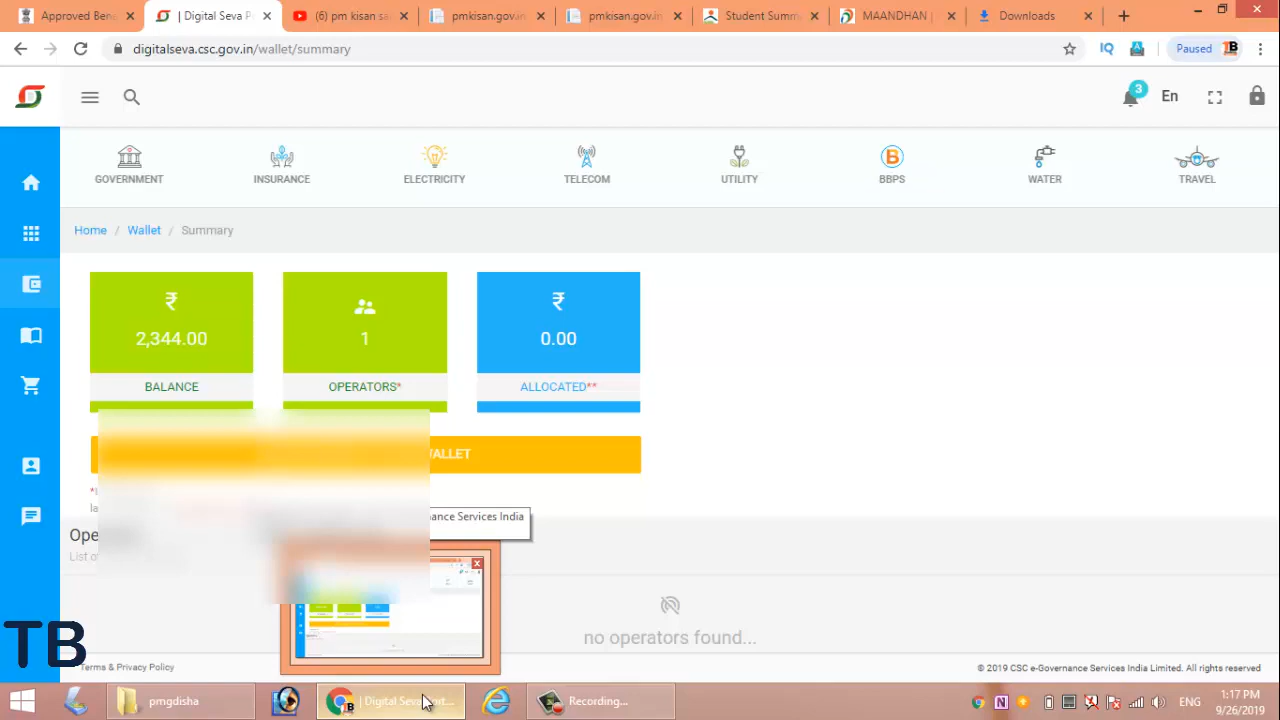 Approved Bene
| Digital Seva P
(6) pm kisan sa
pmkisan.gov.in
pmkisan.gov.in
Student Summ
MAANDHAN |
Downloads
digitalseva.csc.gov.in/wallet/summary
IQ
Paused
3
En
GOVERNMENT
INSURANCE
ELECTRICITY
TELECOM
UTILITY
BBPS
WATER
TRAVEL
Home / Wallet / Summary
₹
2,344.00
BALANCE
1
OPERATORS*
₹
0.00
ALLOCATED**
WALLET
nance Services India
Ope
List o
no operators found...
TB
Terms & Privacy Policy
© 2019 CSC e-Governance Services India Limited. All rights reserved
pmgdisha
| Digital Seva Port...
Recording...
ENG
1:17 PM
9/26/2019